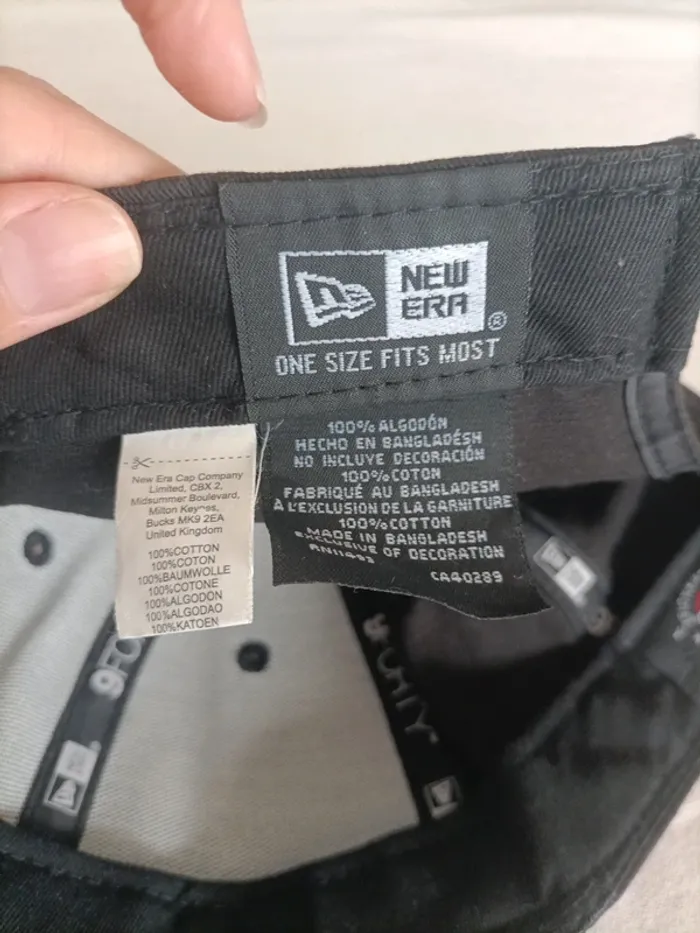 NEW
ERA
®
ONE SIZE FITS MOST
100% ALGODÓN
HECHO EN BANGLADÉSH
NO INCLUYE DECORACIÓN
100% COTON
FABRIQUÉ AU BANGLADESH
À L'EXCLUSION DE LA GARNITURE
100% COTTON
MADE IN BANGLADESH
EXCLUSIVE OF DECORATION
CA40289
New Era Cap Company
Limited, CBX 2,
Midsummer Boulevard,
Milton Keynes,
Bucks MK9 2EA
United Kingdom
100%COTTON
100%COTON
100%BAUMWOLLE
100%COTONE
100%ALGODON
100%ALGODAO
100%KATOEN
9FO